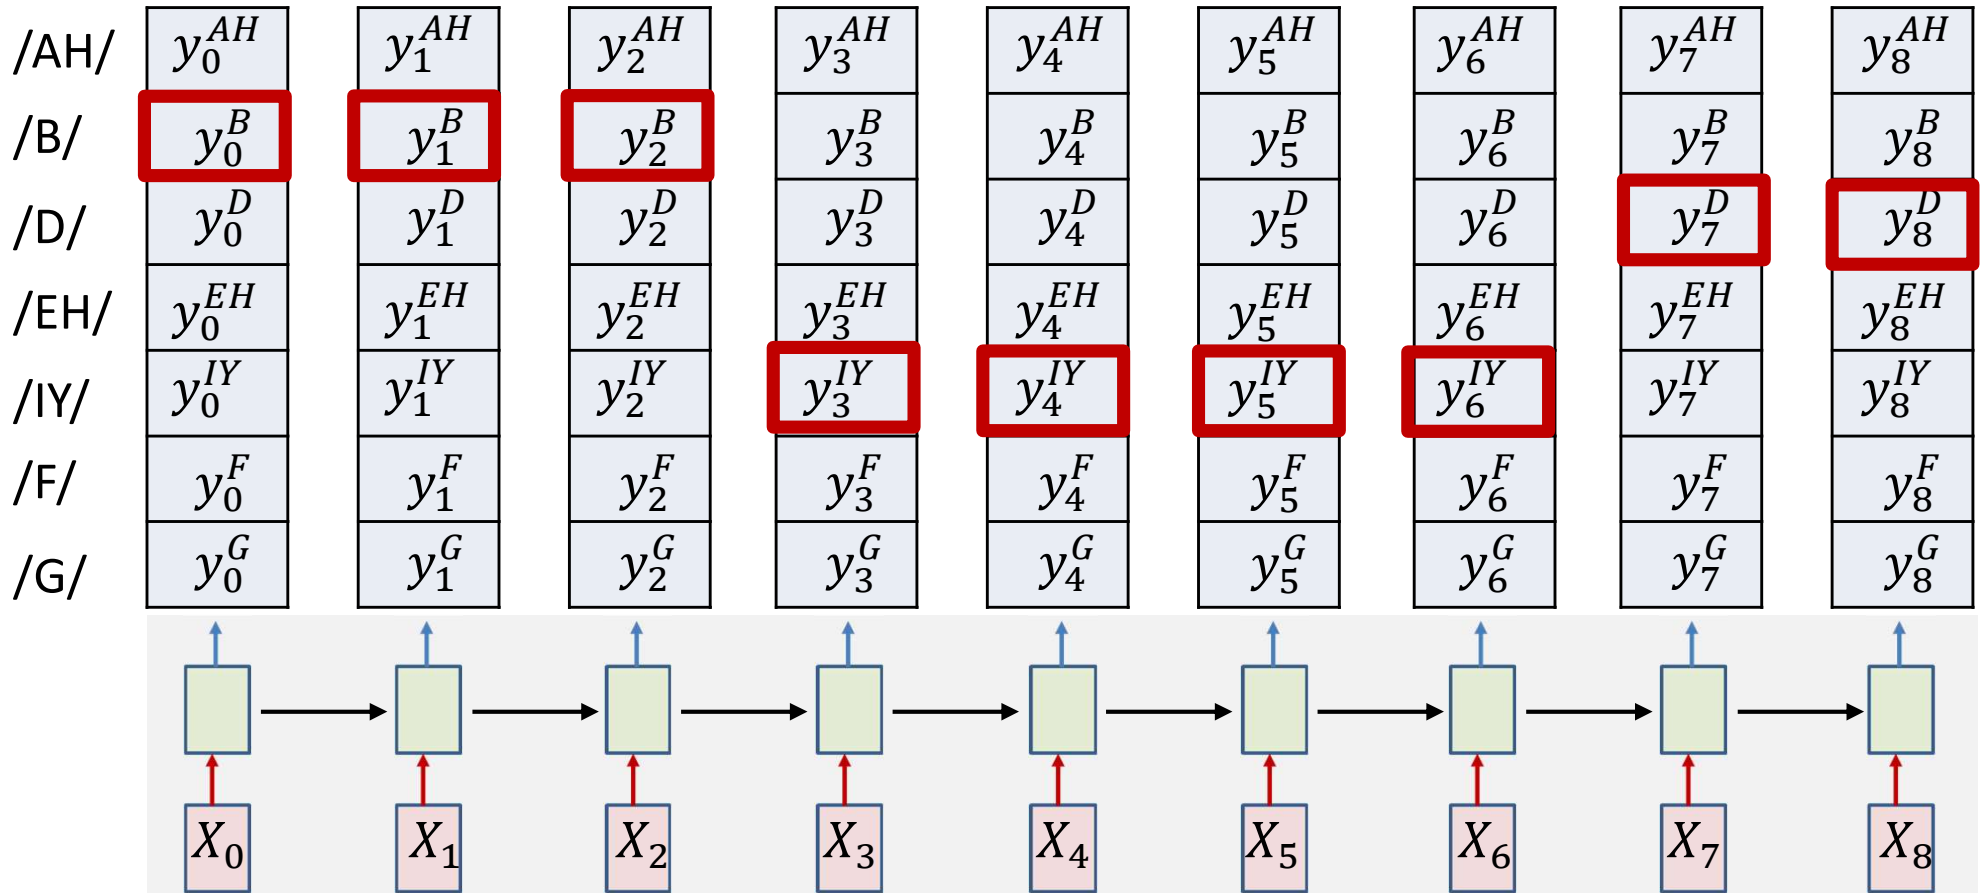 /AH/ y_0^{AH} y_1^{AH} y_2^{AH} y_3^{AH} y_4^{AH} y_5^{AH} y_6^{AH} y_7^{AH} y_8^{AH}
/B/ y_0^B y_1^B y_2^B y_3^B y_4^B y_5^B y_6^B y_7^B y_8^B
/D/ y_0^D y_1^D y_2^D y_3^D y_4^D y_5^D y_6^D y_7^D y_8^D
/EH/ y_0^{EH} y_1^{EH} y_2^{EH} y_3^{EH} y_4^{EH} y_5^{EH} y_6^{EH} y_7^{EH} y_8^{EH}
/IY/ y_0^{IY} y_1^{IY} y_2^{IY} y_3^{IY} y_4^{IY} y_5^{IY} y_6^{IY} y_7^{IY} y_8^{IY}
/F/ y_0^F y_1^F y_2^F y_3^F y_4^F y_5^F y_6^F y_7^F y_8^F
/G/ y_0^G y_1^G y_2^G y_3^G y_4^G y_5^G y_6^G y_7^G y_8^G
X_0 X_1 X_2 X_3 X_4 X_5 X_6 X_7 X_8